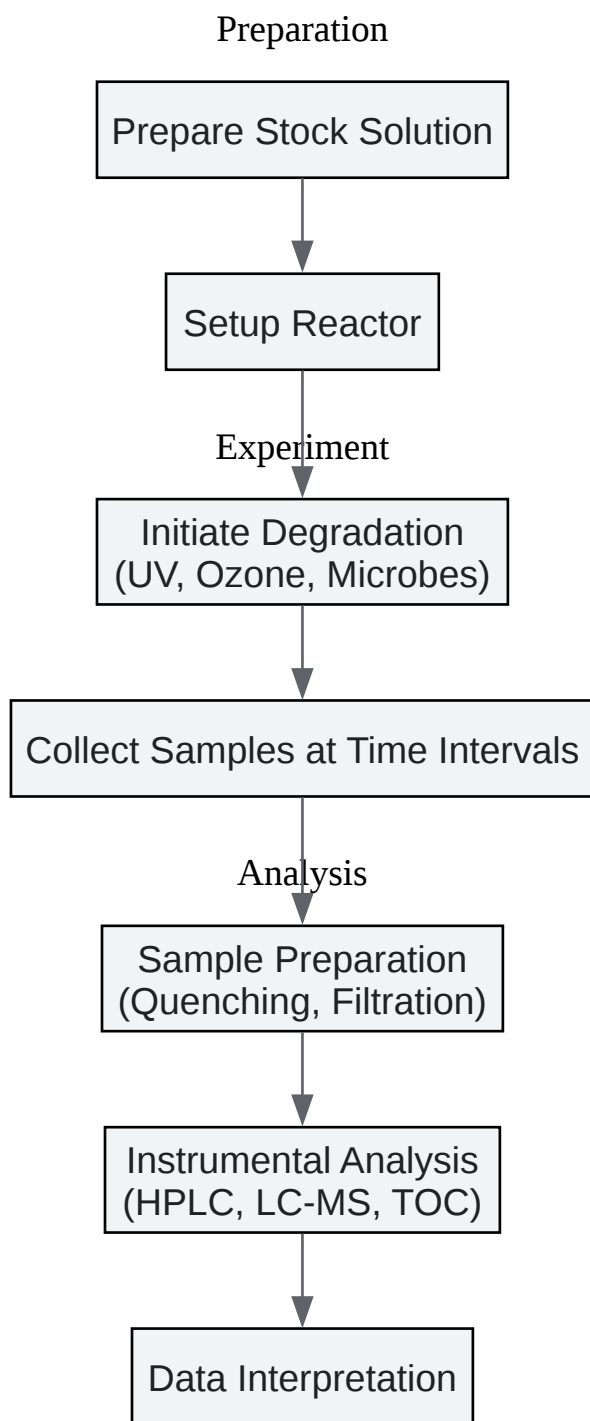 Preparation
Prepare Stock Solution
Setup Reactor
Experiment
Initiate Degradation
(UV, Ozone, Microbes)
Collect Samples at Time Intervals
Analysis
Sample Preparation
(Quenching, Filtration)
Instrumental Analysis
(HPLC, LC-MS, TOC)
Data Interpretation